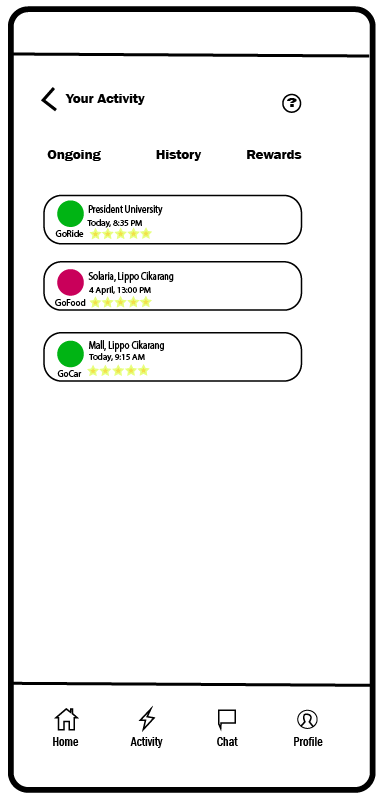 Your Activity
?
Ongoing History Rewards
President University
Today, 8:35 PM
GoRide
Solaria, Lippo Cikarang
4 April, 13:00 PM
GoFood
Mall, Lippo Cikarang
Today, 9:15 AM
GoCar
Home Activity Chat Profile